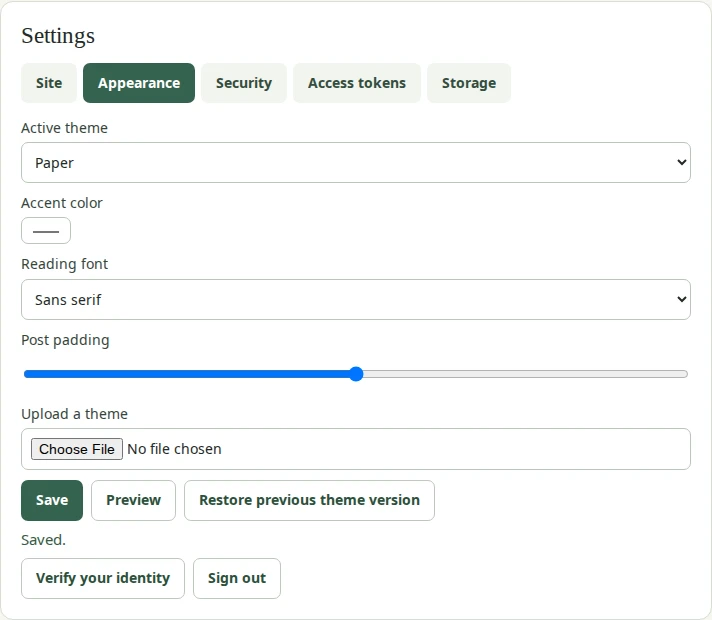 Settings
Site Appearance Security Access tokens Storage
Active theme
Paper
Accent color
Reading font
Sans serif
Post padding
Upload a theme
Choose File No file chosen
Save Preview Restore previous theme version
Saved.
Verify your identity Sign out